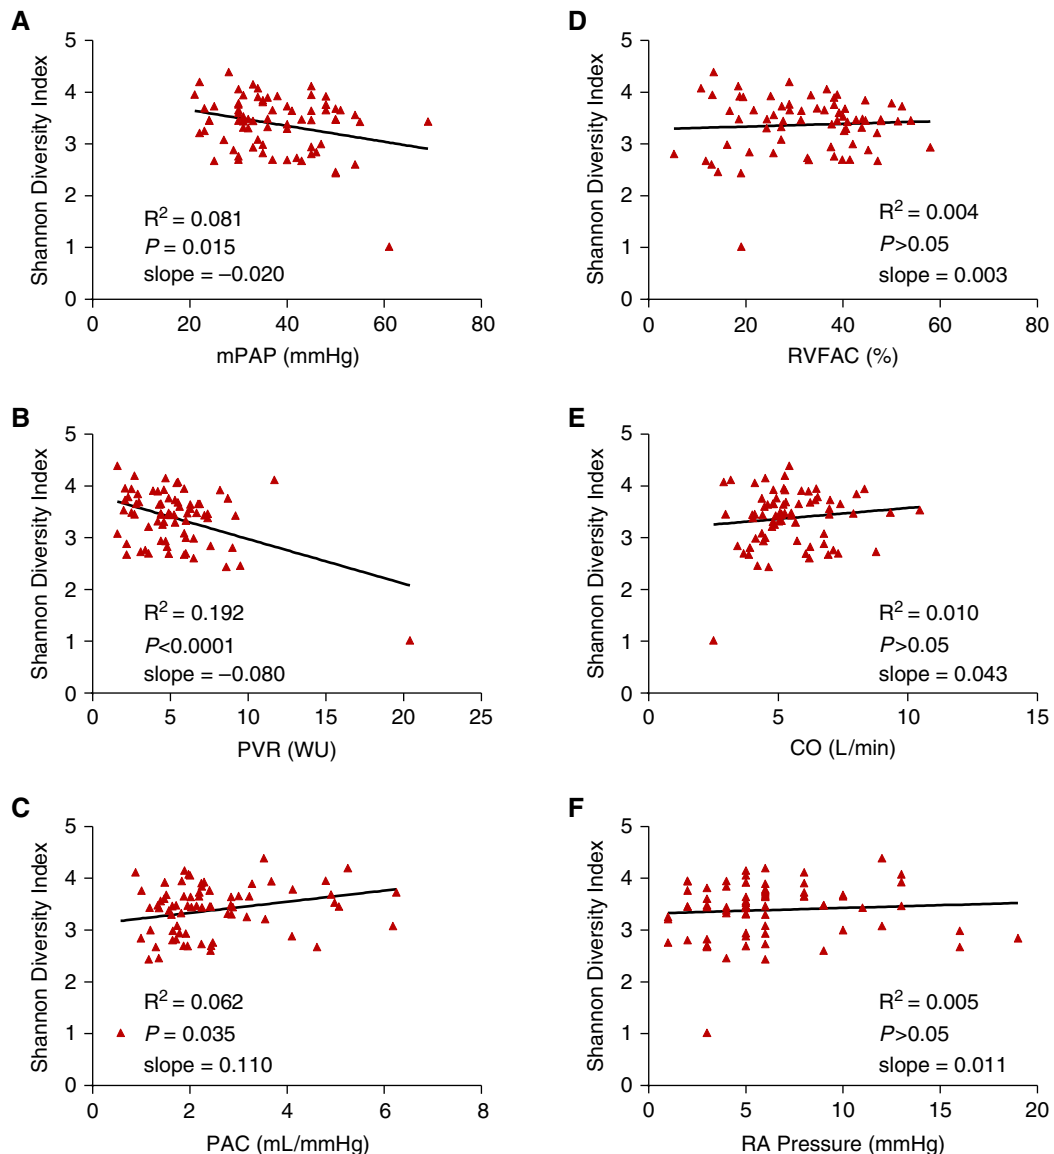 A
Shannon Diversity Index
5
4
3
2
1
0
R² = 0.081
P = 0.015
slope = −0.020
0 20 40 60 80
mPAP (mmHg)
B
Shannon Diversity Index
5
4
3
2
1
0
R² = 0.192
P<0.0001
slope = −0.080
0 5 10 15 20 25
PVR (WU)
C
Shannon Diversity Index
5
4
3
2
1
0
R² = 0.062
P = 0.035
slope = 0.110
0 2 4 6 8
PAC (mL/mmHg)
D
Shannon Diversity Index
5
4
3
2
1
0
R² = 0.004
P>0.05
slope = 0.003
0 20 40 60 80
RVFAC (%)
E
Shannon Diversity Index
5
4
3
2
1
0
R² = 0.010
P>0.05
slope = 0.043
0 5 10 15
CO (L/min)
F
Shannon Diversity Index
5
4
3
2
1
0
R² = 0.005
P>0.05
slope = 0.011
0 5 10 15 20
RA Pressure (mmHg)